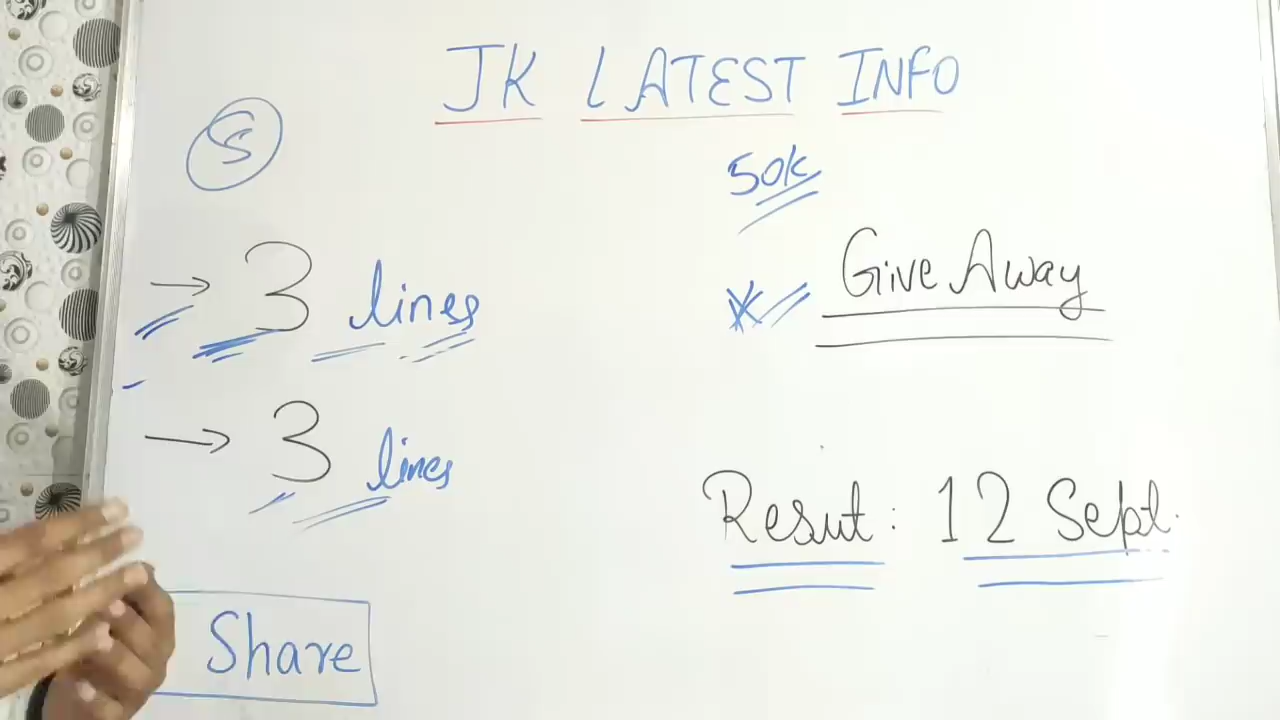 JK LATEST INFO
S
50k
Give Away
→ 3 lines
→ 3 lines
Resut: 12 Sept.
Share